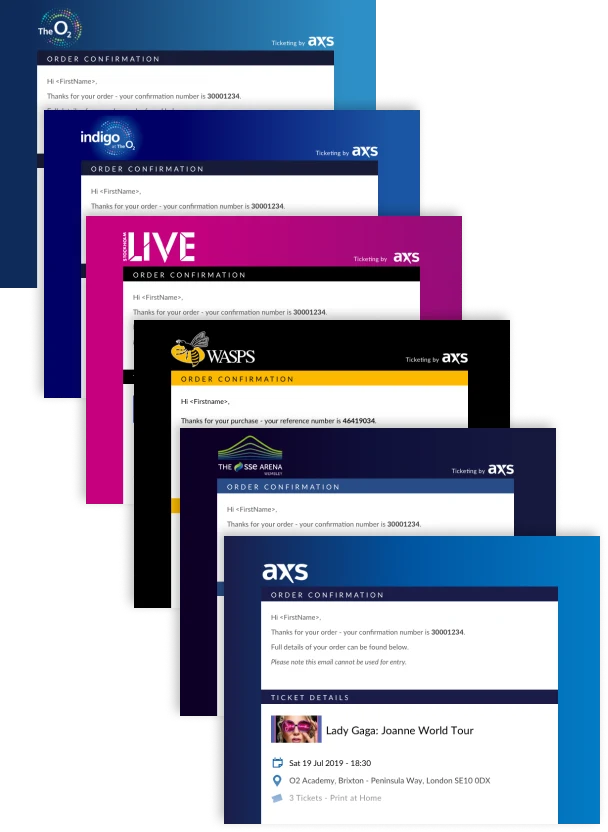 The O2
Ticketing by axs
ORDER CONFIRMATION
Hi <FirstName>,
Thanks for your order - your confirmation number is 30001234.
indigo at The O2
Ticketing by axs
ORDER CONFIRMATION
Hi <FirstName>,
Thanks for your order - your confirmation number is 30001234.
STOCKHOLM LIVE
Ticketing by axs
ORDER CONFIRMATION
Hi <FirstName>,
Thanks for your order - your confirmation number is 30001234.
WASPS
Ticketing by axs
ORDER CONFIRMATION
Hi <Firstname>,
Thanks for your purchase - your reference number is 46419034.
THE sse ARENA
WEMBLEY
Ticketing by axs
ORDER CONFIRMATION
Hi <FirstName>,
Thanks for your order - your confirmation number is 30001234.
axs
ORDER CONFIRMATION
Hi <FirstName>,
Thanks for your order - your confirmation number is 30001234.
Full details of your order can be found below.
Please note this email cannot be used for entry.
TICKET DETAILS
Lady Gaga: Joanne World Tour
Sat 19 Jul 2019 - 18:30
O2 Academy, Brixton - Peninsula Way, London SE10 0DX
3 Tickets - Print at Home